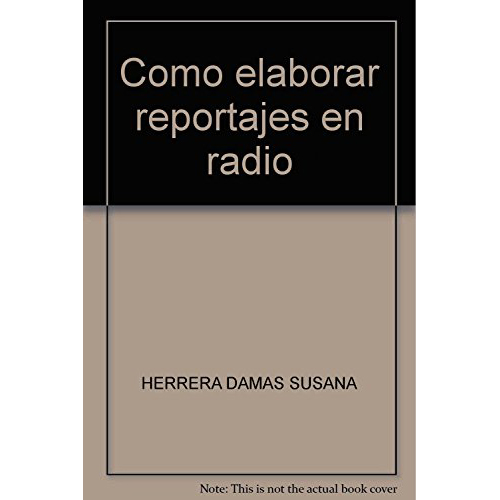 Como elaborar
reportajes en
radio
HERRERA DAMAS SUSANA
Note: This is not the actual book cover